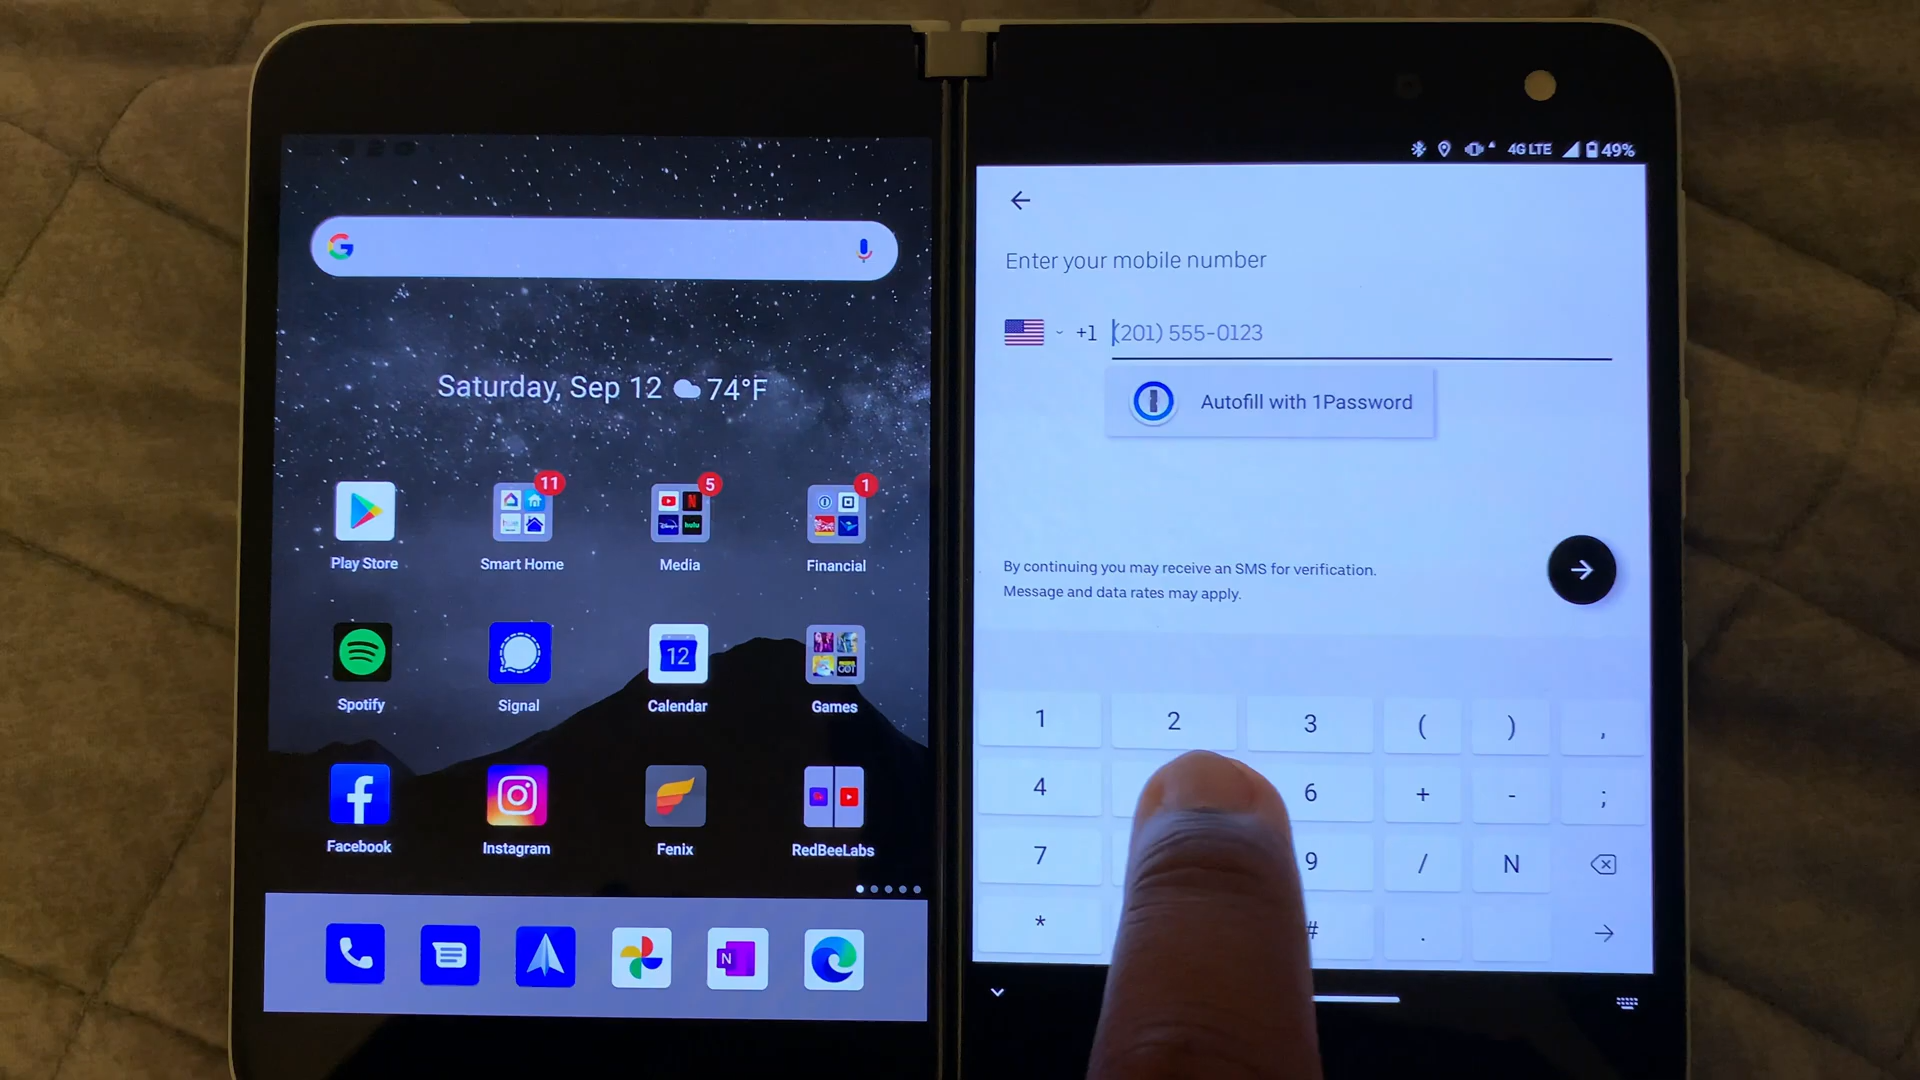 Saturday, Sep 12 74°F
11
5
1
Play Store
Smart Home
Media
Financial
Spotify
Signal
12
Calendar
Games
Facebook
Instagram
Fenix
RedBeeLabs
N
4G LTE 49%
Enter your mobile number
+1 (201) 555-0123
Autofill with 1Password
By continuing you may receive an SMS for verification.
Message and data rates may apply.
1 2 3 ( ) ,
4 6 + - ;
7 9 / N
* # .